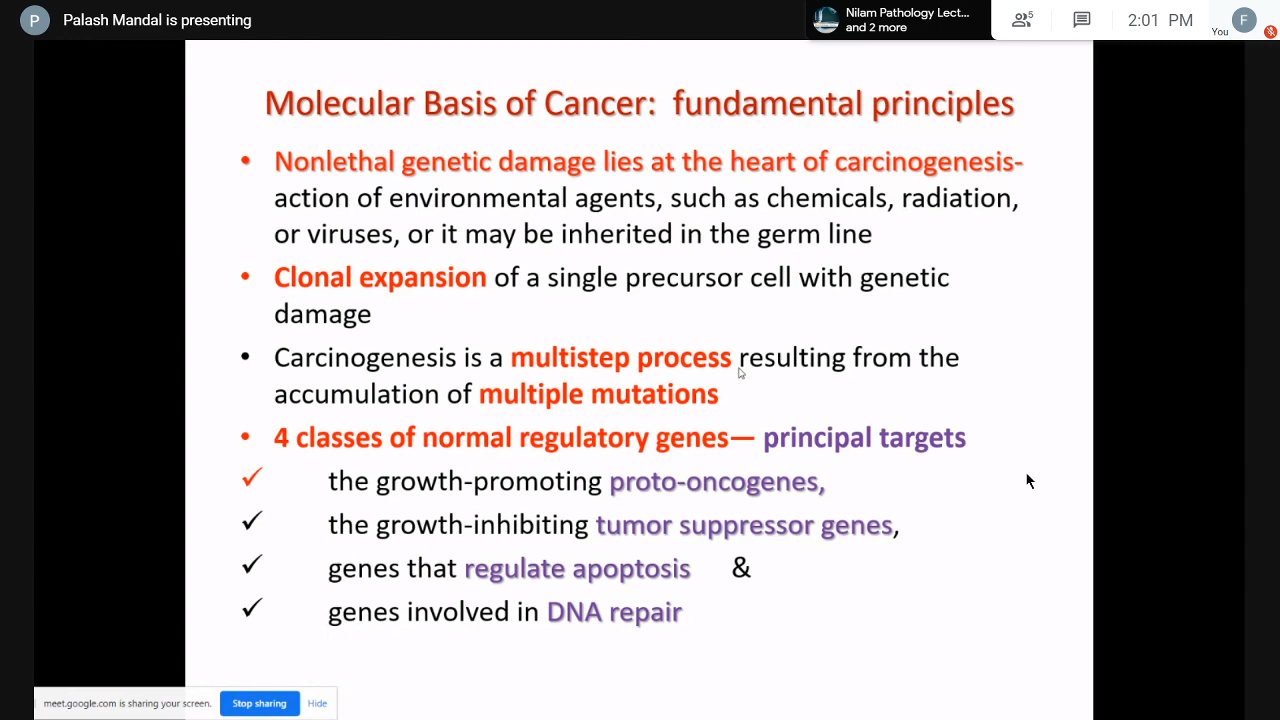 P Palash Mandal is presenting
Nilam Pathology Lect...
and 2 more
5
2:01 PM
You
F
Molecular Basis of Cancer: fundamental principles
• Nonlethal genetic damage lies at the heart of carcinogenesis-
action of environmental agents, such as chemicals, radiation,
or viruses, or it may be inherited in the germ line
• Clonal expansion of a single precursor cell with genetic
damage
• Carcinogenesis is a multistep process resulting from the
accumulation of multiple mutations
• 4 classes of normal regulatory genes— principal targets
✓ the growth-promoting proto-oncogenes,
✓ the growth-inhibiting tumor suppressor genes,
✓ genes that regulate apoptosis &
✓ genes involved in DNA repair
meet.google.com is sharing your screen. Stop sharing Hide